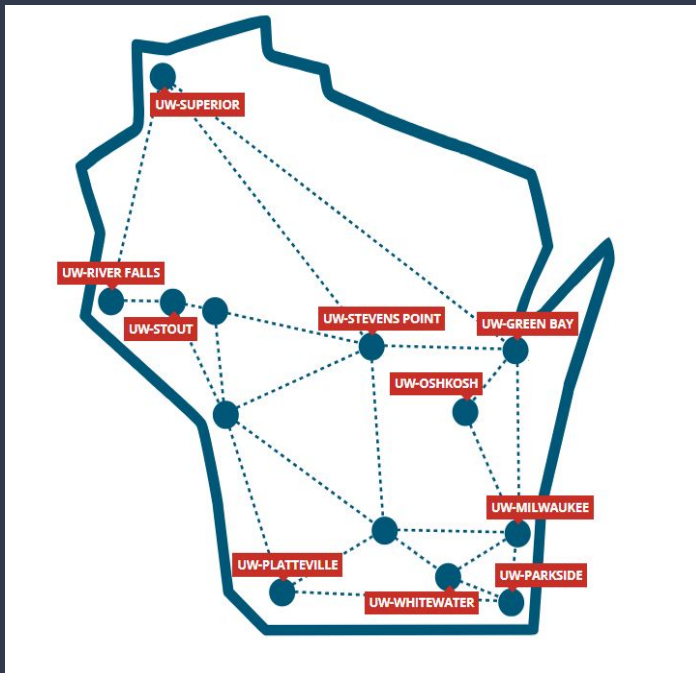 UW-SUPERIOR
UW-RIVER FALLS
UW-STOUT
UW-STEVENS POINT
UW-GREEN BAY
UW-OSHKOSH
UW-MILWAUKEE
UW-PLATTEVILLE
UW-PARKSIDE
UW-WHITEWATER